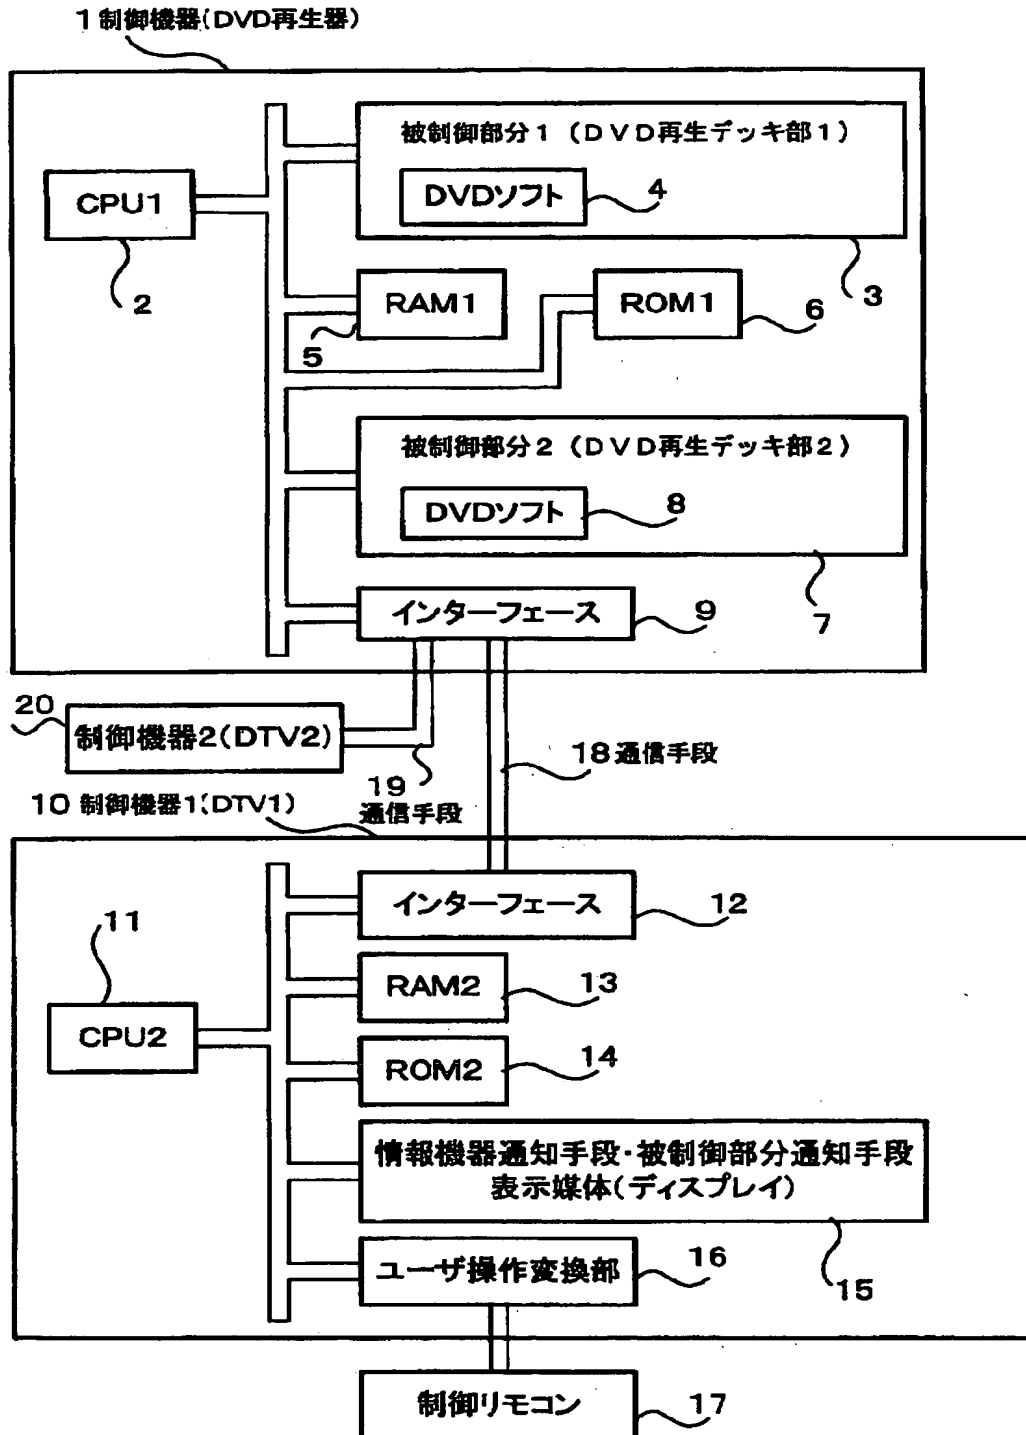 1 制御機器(DVD再生器)
被制御部分1 (DVD再生デッキ部1)
CPU1
DVDソフト
4
2
3
RAM1
ROM1
5
6
被制御部分2 (DVD再生デッキ部2)
DVDソフト
8
7
インターフェース
9
20
制御機器2(DTV2)
18 通信手段
19
通信手段
10 制御機器1(DTV1)
インターフェース
12
11
CPU2
RAM2
13
ROM2
14
情報機器通知手段・被制御部分通知手段
表示媒体(ディスプレイ)
15
ユーザ操作変換部
16
制御リモコン
17